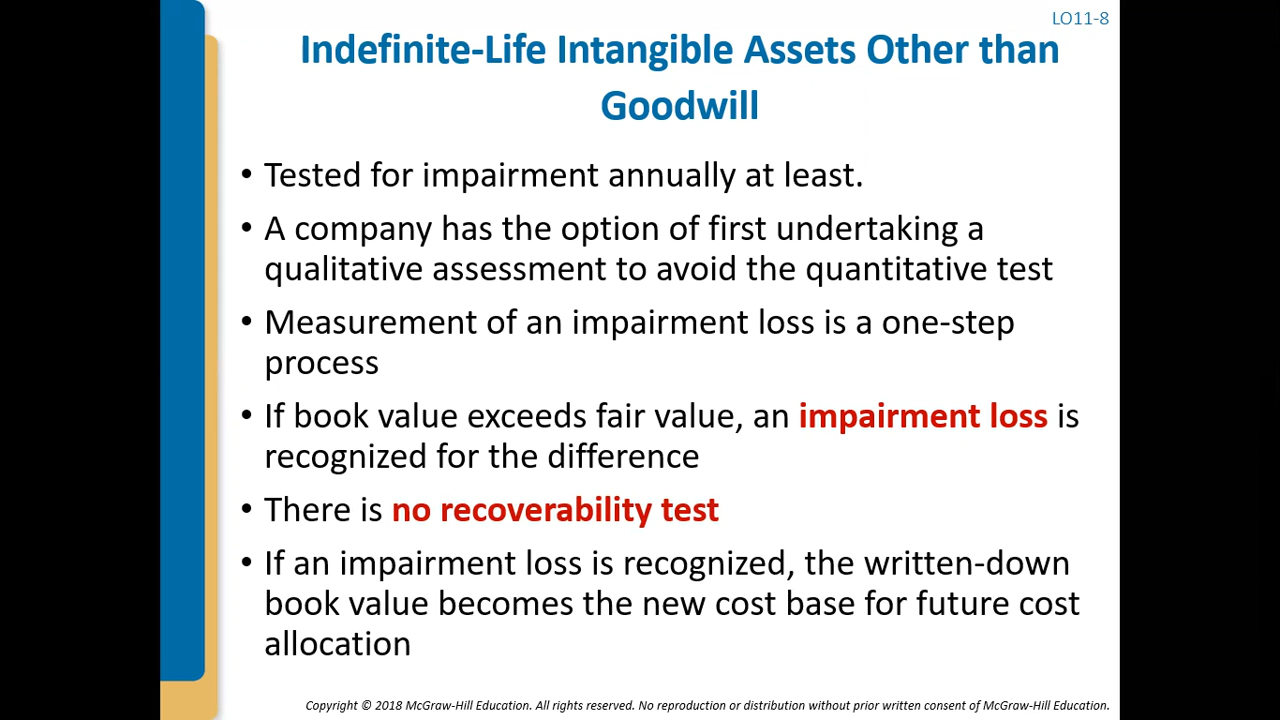 LO11-8
Indefinite-Life Intangible Assets Other than
Goodwill
• Tested for impairment annually at least.
• A company has the option of first undertaking a
qualitative assessment to avoid the quantitative test
• Measurement of an impairment loss is a one-step
process
• If book value exceeds fair value, an impairment loss is
recognized for the difference
• There is no recoverability test
• If an impairment loss is recognized, the written-down
book value becomes the new cost base for future cost
allocation
Copyright © 2018 McGraw-Hill Education. All rights reserved. No reproduction or distribution without prior written consent of McGraw-Hill Education.